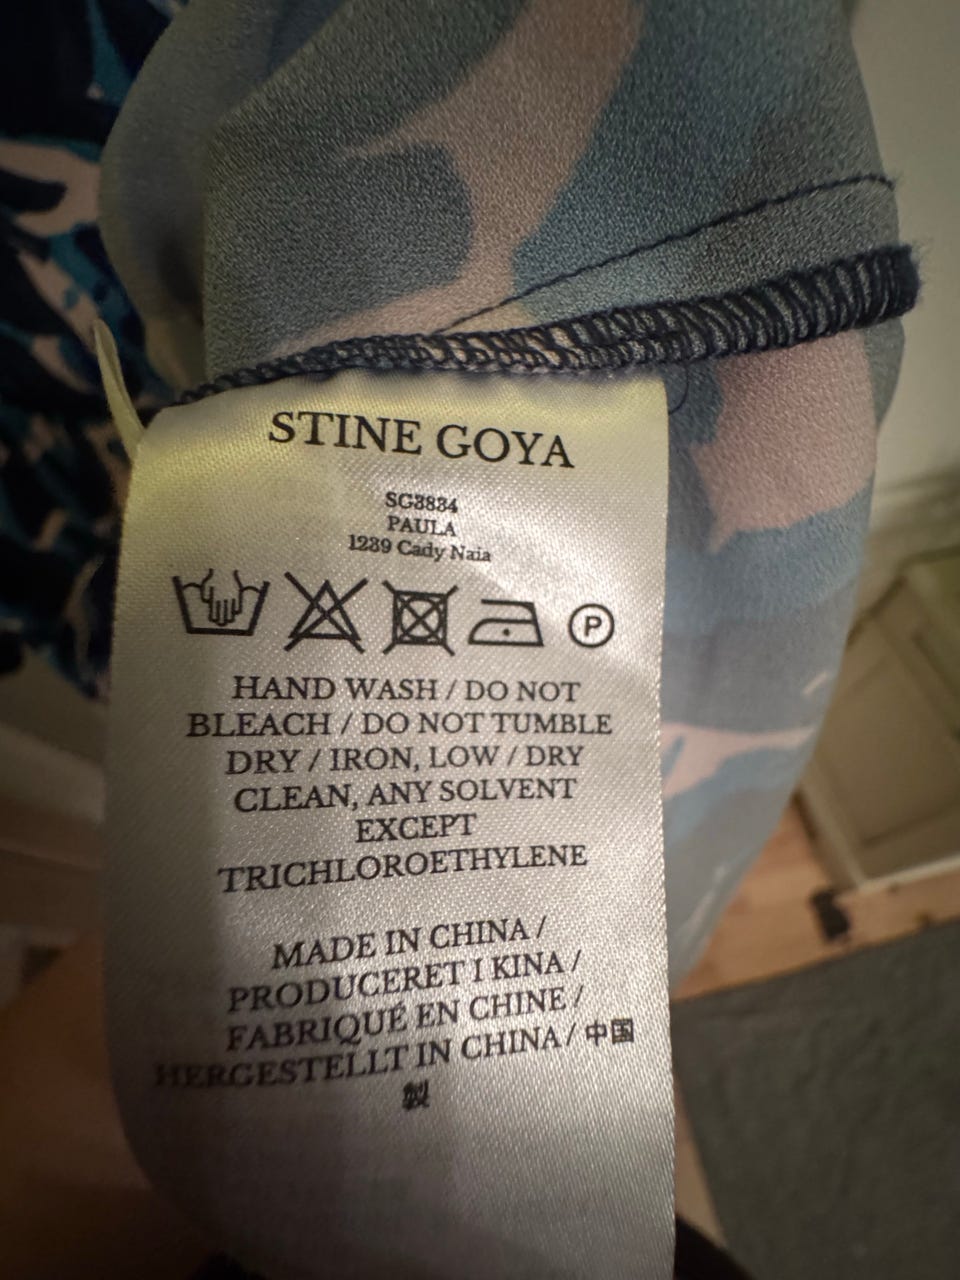 STINE GOYA
SG3834
PAULA
1239 Cady Naia
P
HAND WASH / DO NOT
BLEACH / DO NOT TUMBLE
DRY / IRON, LOW / DRY
CLEAN, ANY SOLVENT
EXCEPT
TRICHLOROETHYLENE
MADE IN CHINA /
PRODUCERET I KINA /
FABRIQUÉ EN CHINE /
HERGESTELLT IN CHINA / 中国
製